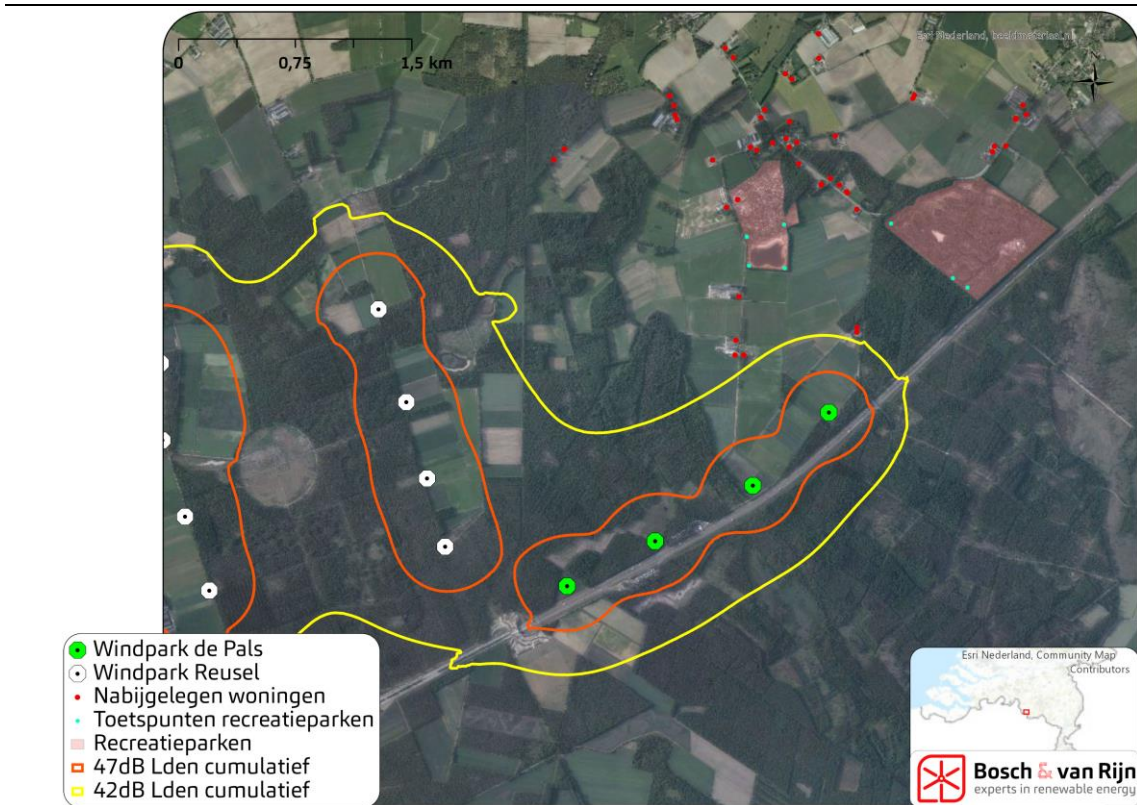 Esri Nederland, beeldmateriaal.nl
0 0,75 1,5 km
Windpark de Pals
Windpark Reusel
Nabijgelegen woningen
Toetspunten recreatieparken
Recreatieparken
47dB Lden cumulatief
42dB Lden cumulatief
Esri Nederland, Community Map
Contributors
Bosch & van Rijn
experts in renewable energy